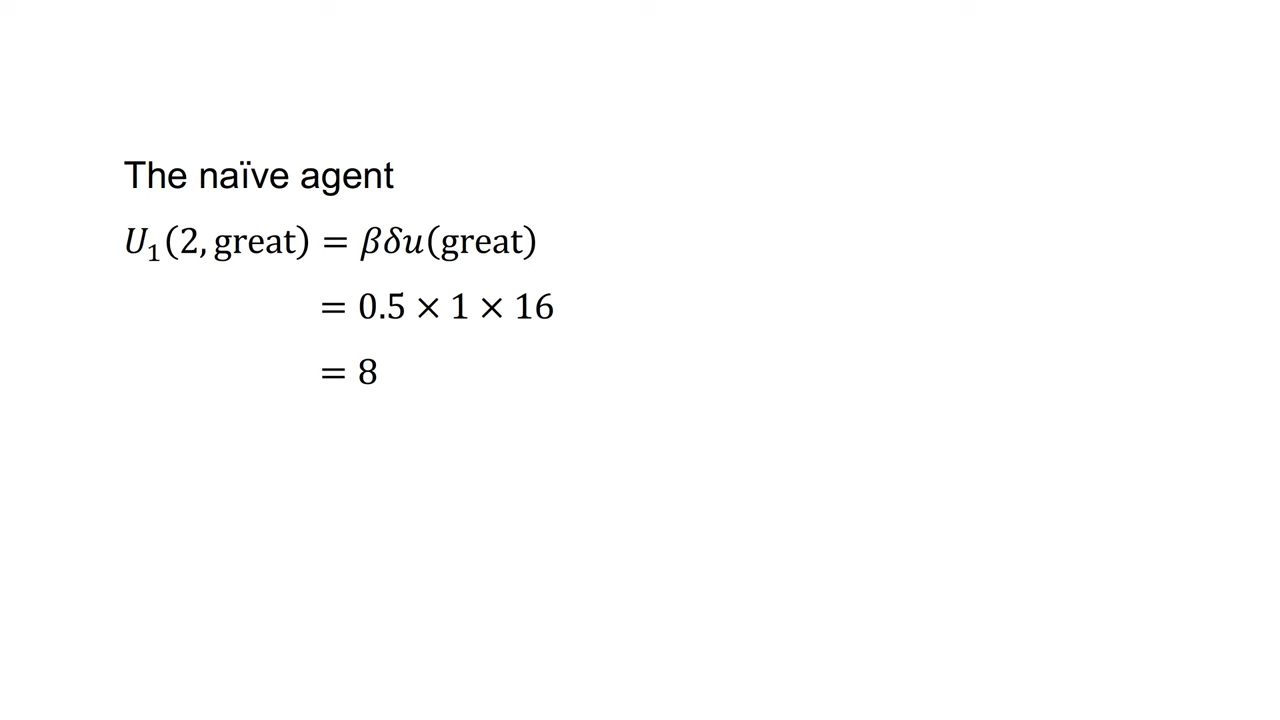 The naïve agent
𝑈₁(2, great) = 𝛽𝛿𝑢(great)
= 0.5 × 1 × 16
= 8